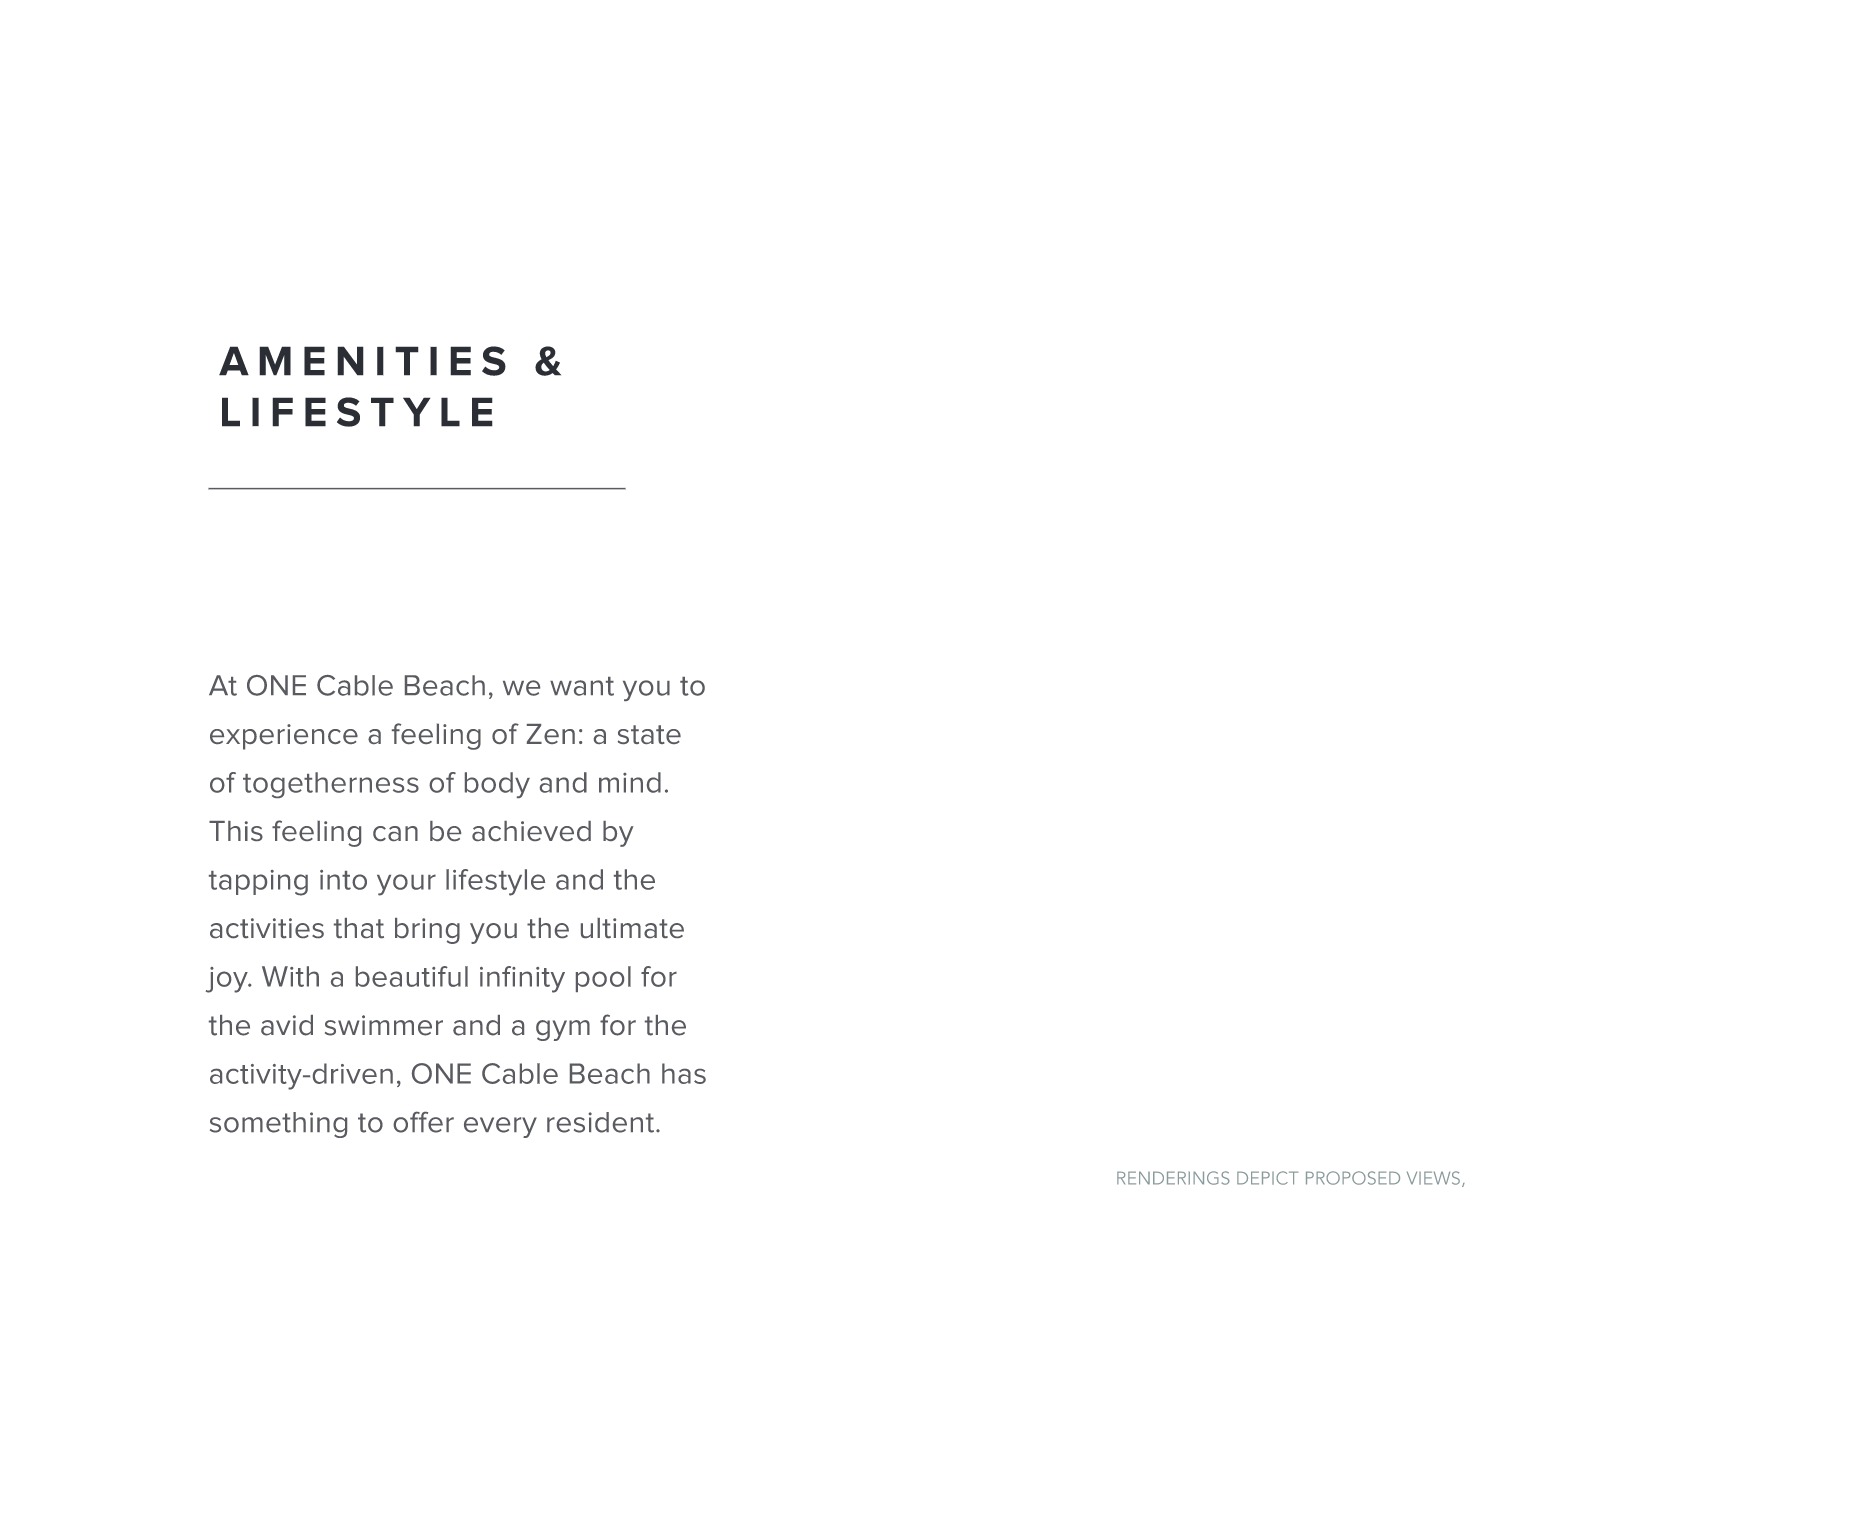 AMENITIES &
LIFESTYLE
At ONE Cable Beach, we want you to
experience a feeling of Zen: a state
of togetherness of body and mind.
This feeling can be achieved by
tapping into your lifestyle and the
activities that bring you the ultimate
joy. With a beautiful infinity pool for
the avid swimmer and a gym for the
activity-driven, ONE Cable Beach has
something to offer every resident.
RENDERINGS DEPICT PROPOSED VIEWS,